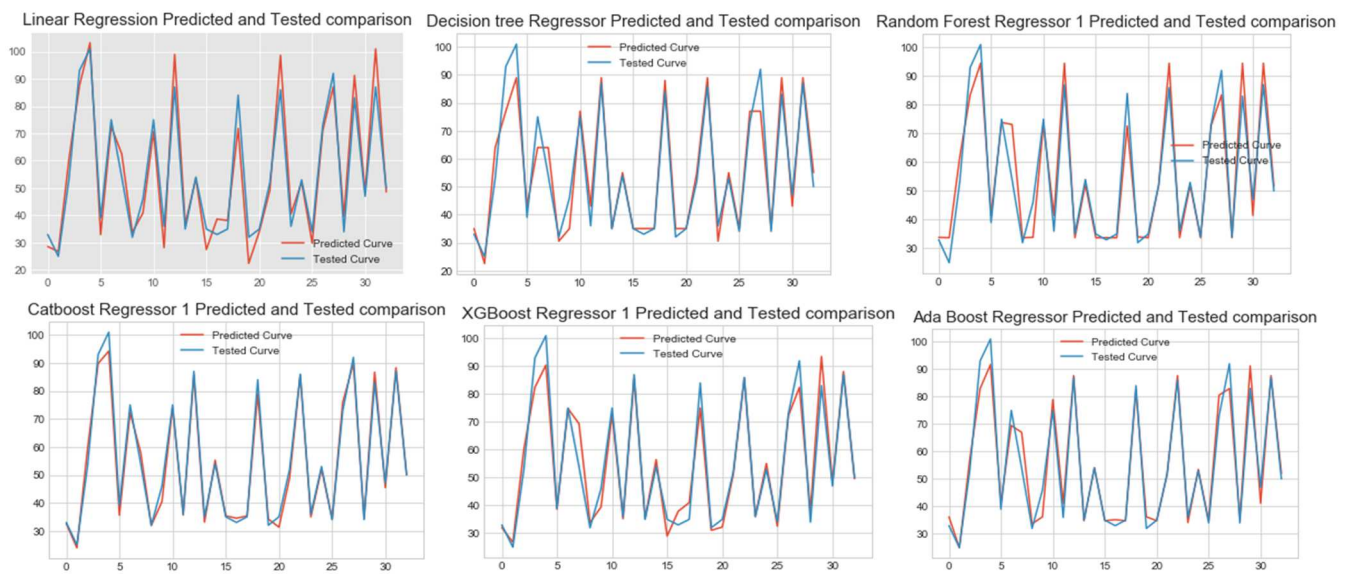 Linear Regression Predicted and Tested comparison
100
90
80
70
60
50
40
30
20
0 5 10 15 20 25 30
Predicted Curve
Tested Curve
Decision tree Regressor Predicted and Tested comparison
100
90
80
70
60
50
40
30
20
0 5 10 15 20 25 30
Predicted Curve
Tested Curve
Random Forest Regressor 1 Predicted and Tested comparison
100
90
80
70
60
50
40
30
0 5 10 15 20 25 30
Predicted Curve
Tested Curve
Catboost Regressor 1 Predicted and Tested comparison
100
90
80
70
60
50
40
30
0 5 10 15 20 25 30
Predicted Curve
Tested Curve
XGBoost Regressor 1 Predicted and Tested comparison
100
90
80
70
60
50
40
30
0 5 10 15 20 25 30
Predicted Curve
Tested Curve
Ada Boost Regressor Predicted and Tested comparison
100
90
80
70
60
50
40
30
0 5 10 15 20 25 30
Predicted Curve
Tested Curve